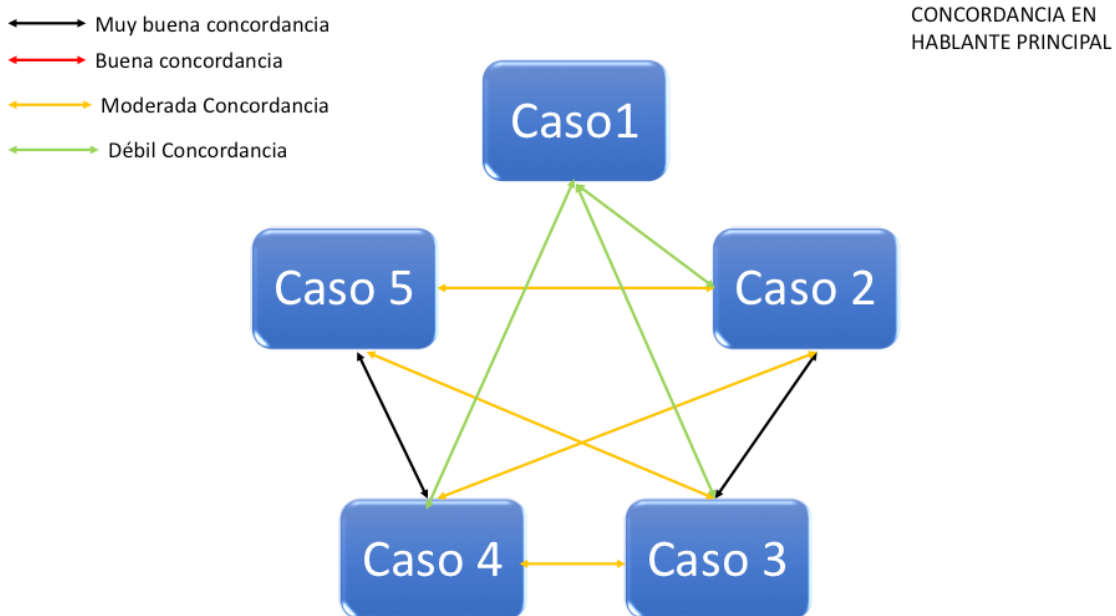 Muy buena concordancia
Buena concordancia
Moderada Concordancia
Débil Concordancia
CONCORDANCIA EN
HABLANTE PRINCIPAL
Caso1
Caso 5
Caso 2
Caso 4
Caso 3